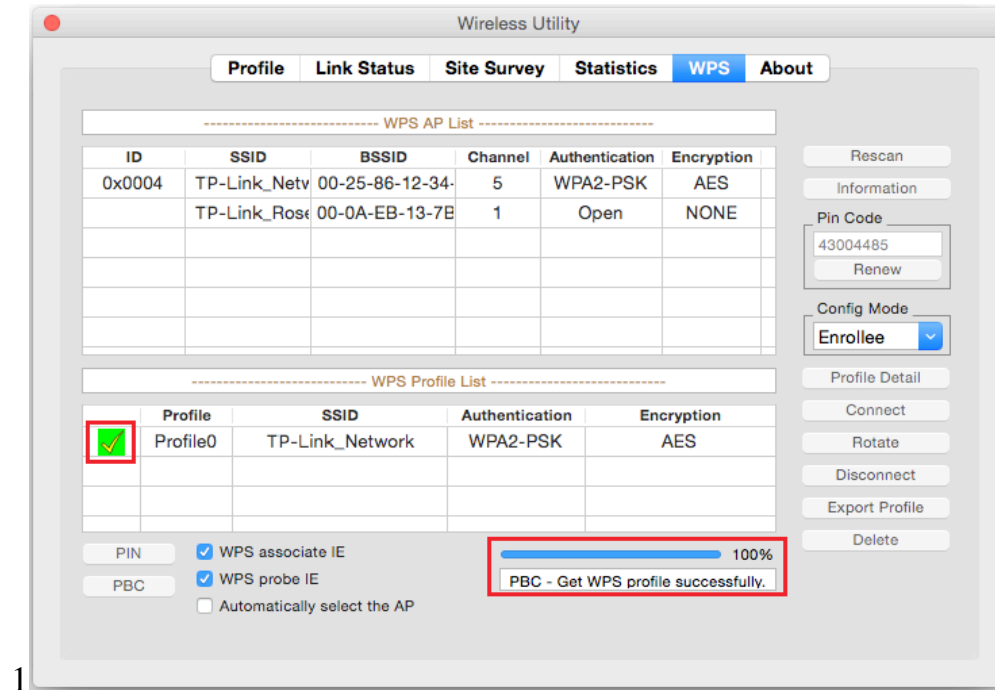 Wireless Utility
Profile Link Status Site Survey Statistics WPS About
--------------------------- WPS AP List ---------------------------
ID SSID BSSID Channel Authentication Encryption
0x0004 TP-Link_Netw 00-25-86-12-34- 5 WPA2-PSK AES
TP-Link_Rose 00-0A-EB-13-7B 1 Open NONE
Rescan
Information
Pin Code
43004485
Renew
Config Mode
Enrollee
--------------------------- WPS Profile List ---------------------------
Profile SSID Authentication Encryption
Profile0 TP-Link_Network WPA2-PSK AES
Profile Detail
Connect
Rotate
Disconnect
Export Profile
Delete
PIN
PBC
WPS associate IE
WPS probe IE
Automatically select the AP
100%
PBC - Get WPS profile successfully.
1